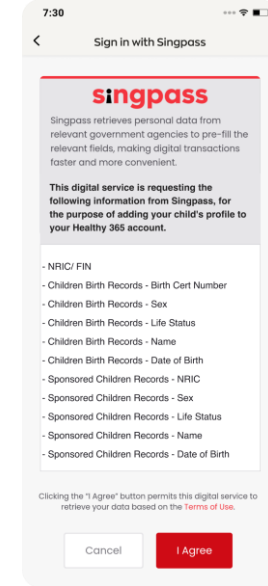 7:30
Sign in with Singpass
singpass
Singpass retrieves personal data from
relevant government agencies to pre-fill the
relevant fields, making digital transactions
faster and more convenient.
This digital service is requesting the
following information from Singpass, for
the purpose of adding your child's profile to
your Healthy 365 account.
- NRIC/ FIN
- Children Birth Records - Birth Cert Number
- Children Birth Records - Sex
- Children Birth Records - Life Status
- Children Birth Records - Name
- Children Birth Records - Date of Birth
- Sponsored Children Records - NRIC
- Sponsored Children Records - Sex
- Sponsored Children Records - Life Status
- Sponsored Children Records - Name
- Sponsored Children Records - Date of Birth
Clicking the "I Agree" button permits this digital service to
retrieve your data based on the Terms of Use.
Cancel
I Agree